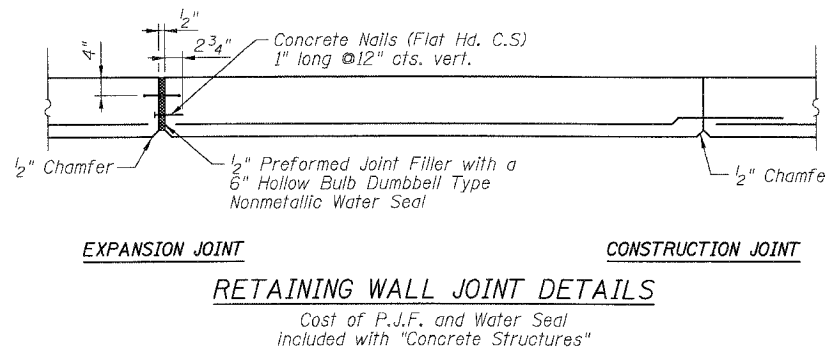 1/2"
4"
2 3/4"
Concrete Nails (Flat Hd. C.S)
1" long @12" cts. vert.
1/2" Chamfer
1/2" Preformed Joint Filler with a
6" Hollow Bulb Dumbbell Type
Nonmetallic Water Seal
1/2" Chamfe
EXPANSION JOINT
CONSTRUCTION JOINT
RETAINING WALL JOINT DETAILS
Cost of P.J.F. and Water Seal
included with "Concrete Structures"